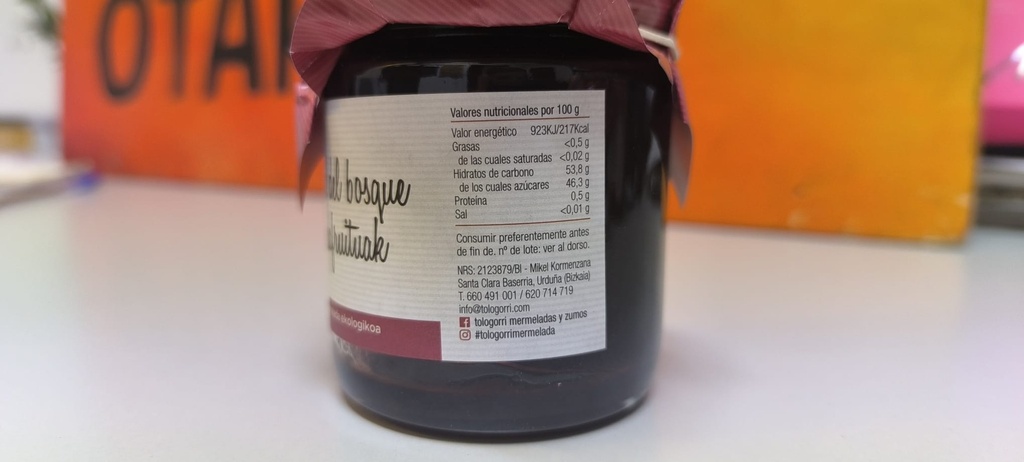 OTA
del bosque
fruituak
ekologikoa
Valores nutricionales por 100 g
Valor energético 923KJ/217Kcal
Grasas <0,5 g
de las cuales saturadas <0,02 g
Hidratos de carbono 53,8 g
de los cuales azúcares 46,3 g
Proteina 0,5 g
Sal <0,01 g
Consumir preferentemente antes
de fin de. nº de lote: ver al dorso.
NRS: 2123879/BI - Mikel Kormenzana
Santa Clara Baserria, Urduña (Bizkaia)
T. 660 491 001 / 620 714 719
info@tologorri.com
tologorri mermeladas y zumos
#tologorrimermelada